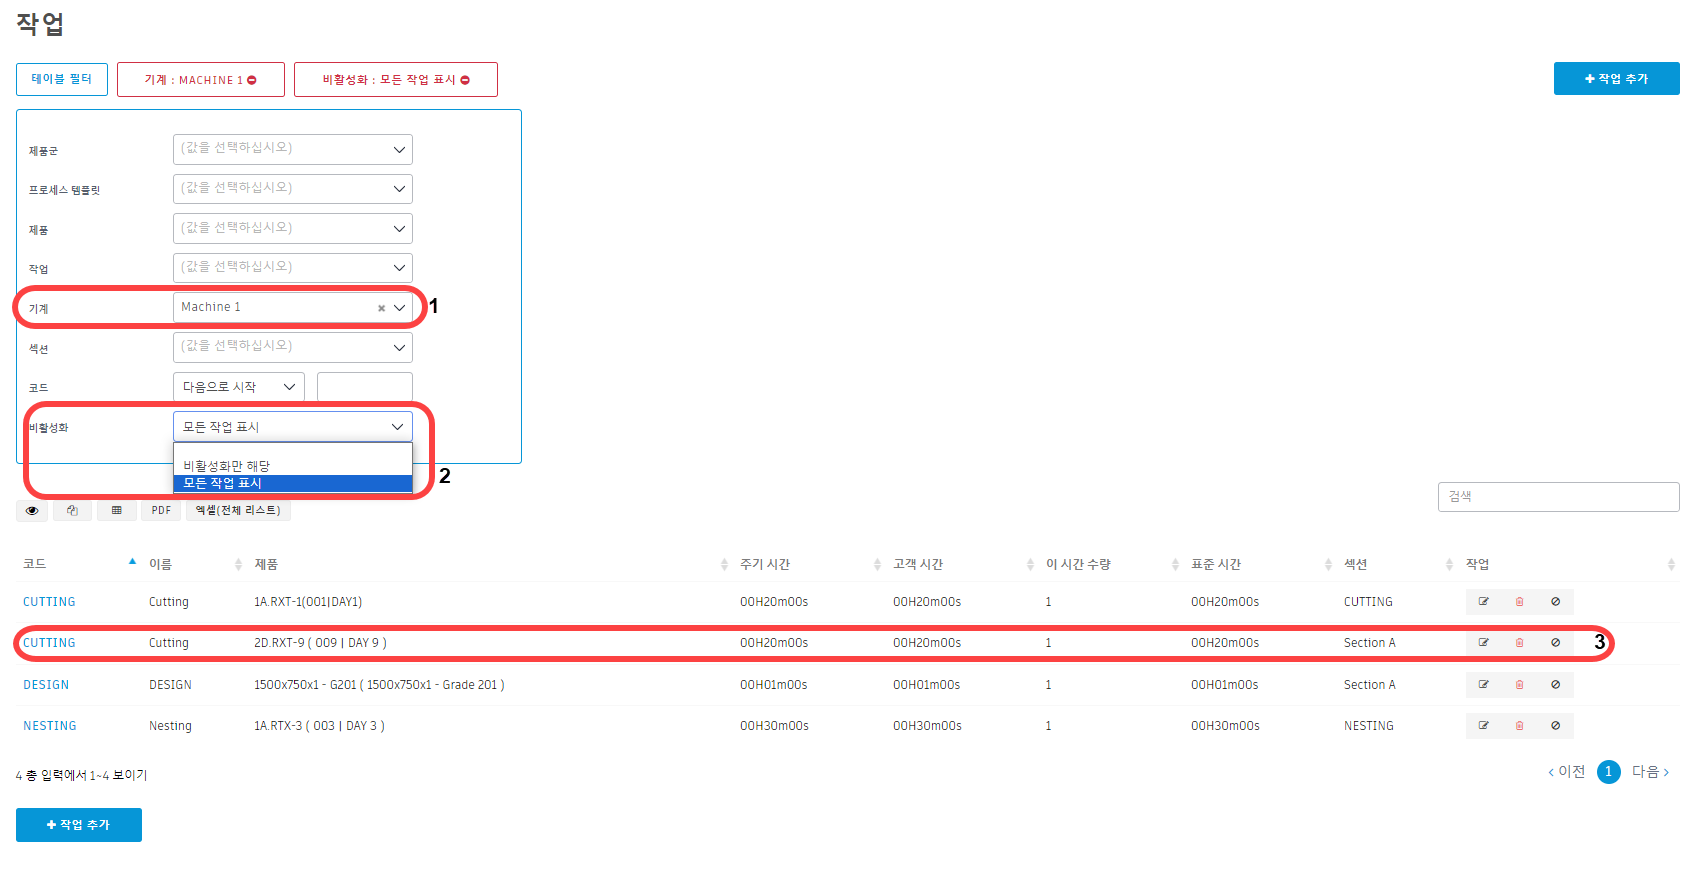 작업
테이블 필터
기계 : MACHINE 1
비활성화 : 모든 작업 표시
작업 추가
제품군 (값을 선택하십시오)
프로세스 템플릿 (값을 선택하십시오)
제품 (값을 선택하십시오)
작업 (값을 선택하십시오)
기계 Machine 1 1
섹션 (값을 선택하십시오)
코드 다음으로 시작
비활성화 모든 작업 표시
비활성화만 해당
모든 작업 표시
2
PDF 엑셀(전체 리스트)
검색
코드 이름 제품 주기 시간 고객 시간 이 시간 수량 표준 시간 섹션 작업
CUTTING Cutting 1A.RXT-1(001|DAY1) 00H20m00s 00H20m00s 1 00H20m00s CUTTING
CUTTING Cutting 2D.RXT-9 ( 009 | DAY 9 ) 00H20m00s 00H20m00s 1 00H20m00s Section A 3
DESIGN DESIGN 1500x750x1 - G201 ( 1500x750x1 - Grade 201 ) 00H01m00s 00H01m00s 1 00H01m00s Section A
NESTING Nesting 1A.RTX-3 ( 003 | DAY 3 ) 00H30m00s 00H30m00s 1 00H30m00s NESTING
4 총 입력에서 1~4 보이기
이전 1 다음
작업 추가